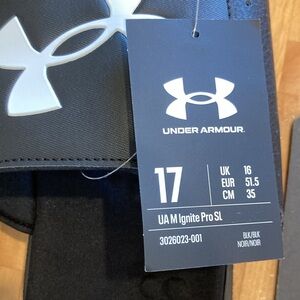 UNDER ARMOUR
17
UK 16
EUR 51.5
CM 35
UA M Ignite Pro SL
3026023-001
BLK/BLK
NOIR/NOIR